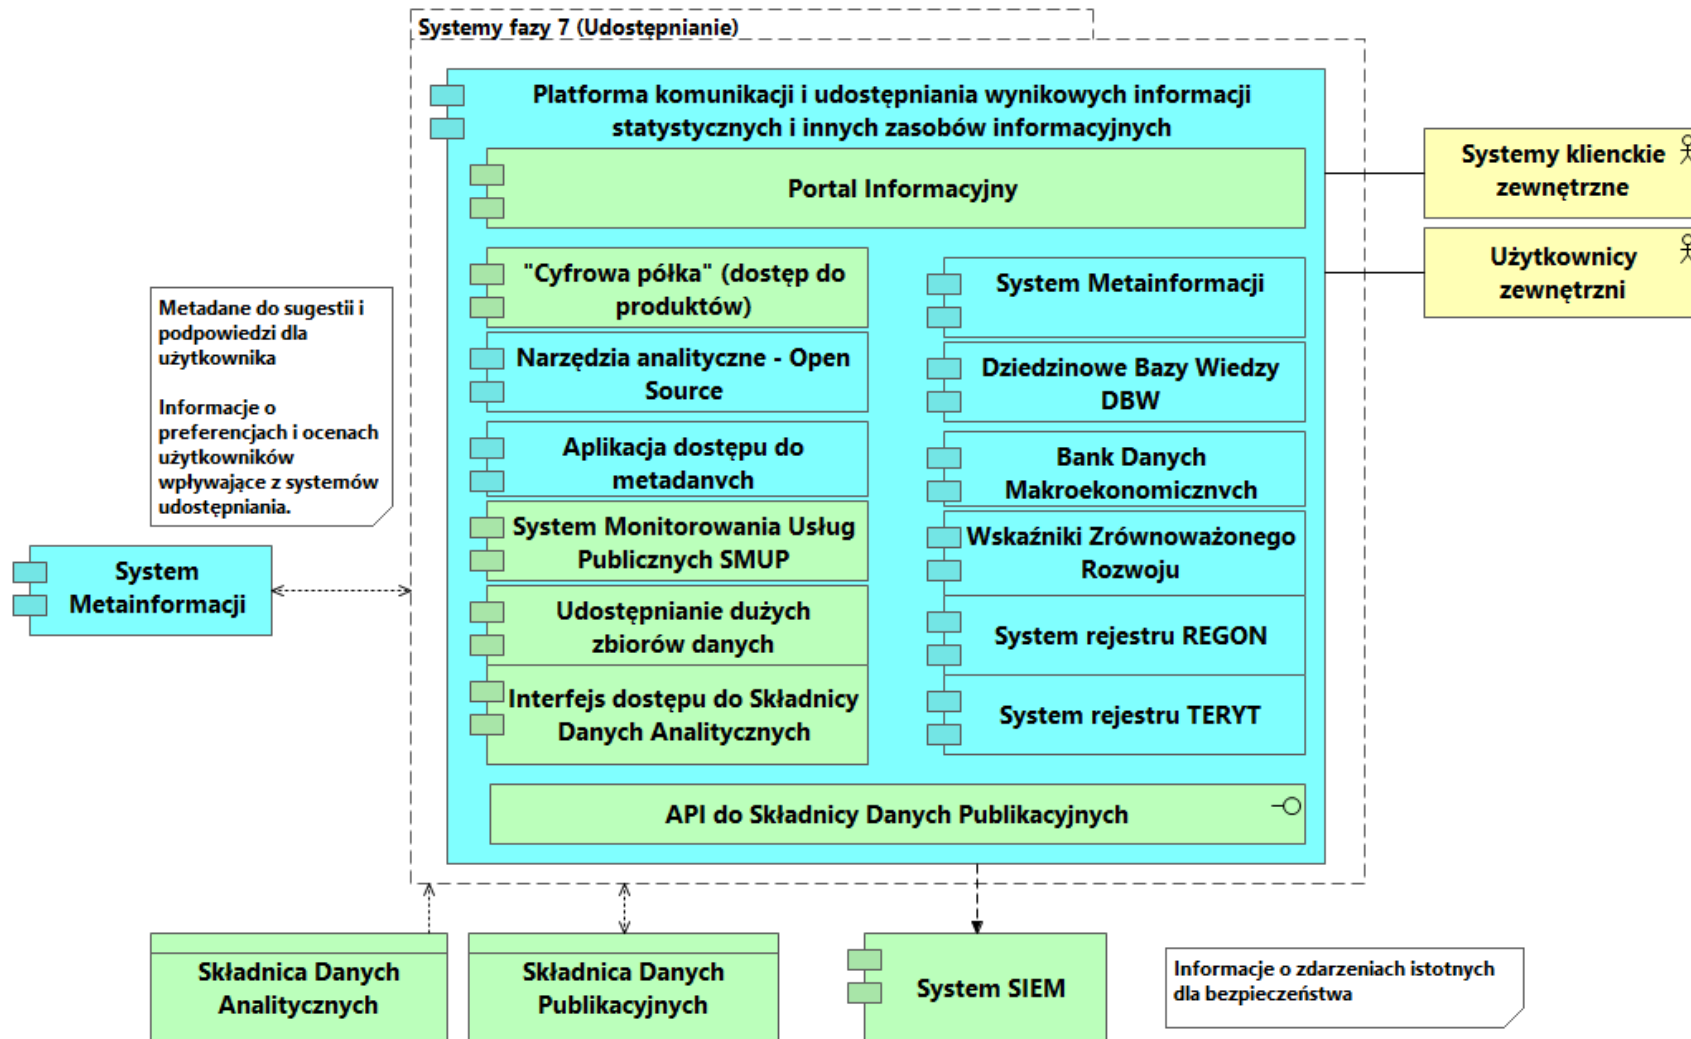 Systemy fazy 7 (Udostępnianie)
Platforma komunikacji i udostępniania wynikowych informacji
statystycznych i innych zasobów informacyjnych
Portal Informacyjny
"Cyfrowa półka" (dostęp do
produktów)
Narzędzia analityczne - Open
Source
Aplikacja dostępu do
metadanych
System Monitorowania Usług
Publicznych SMUP
Udostępnianie dużych
zbiorów danych
Interfejs dostępu do Składnicy
Danych Analitycznych
System Metainformacji
Dziedzinowe Bazy Wiedzy
DBW
Bank Danych
Makroekonomicznych
Wskaźniki Zrównoważonego
Rozwoju
System rejestru REGON
System rejestru TERYT
API do Składnicy Danych Publikacyjnych
Systemy klienckie
zewnętrzne
Użytkownicy
zewnętrzni
Metadane do sugestii i
podpowiedzi dla
użytkownika
Informacje o
preferencjach i ocenach
użytkowników
wpływające z systemów
udostępniania.
System
Metainformacji
Składnica Danych
Analitycznych
Składnica Danych
Publikacyjnych
System SIEM
Informacje o zdarzeniach istotnych
dla bezpieczeństwa